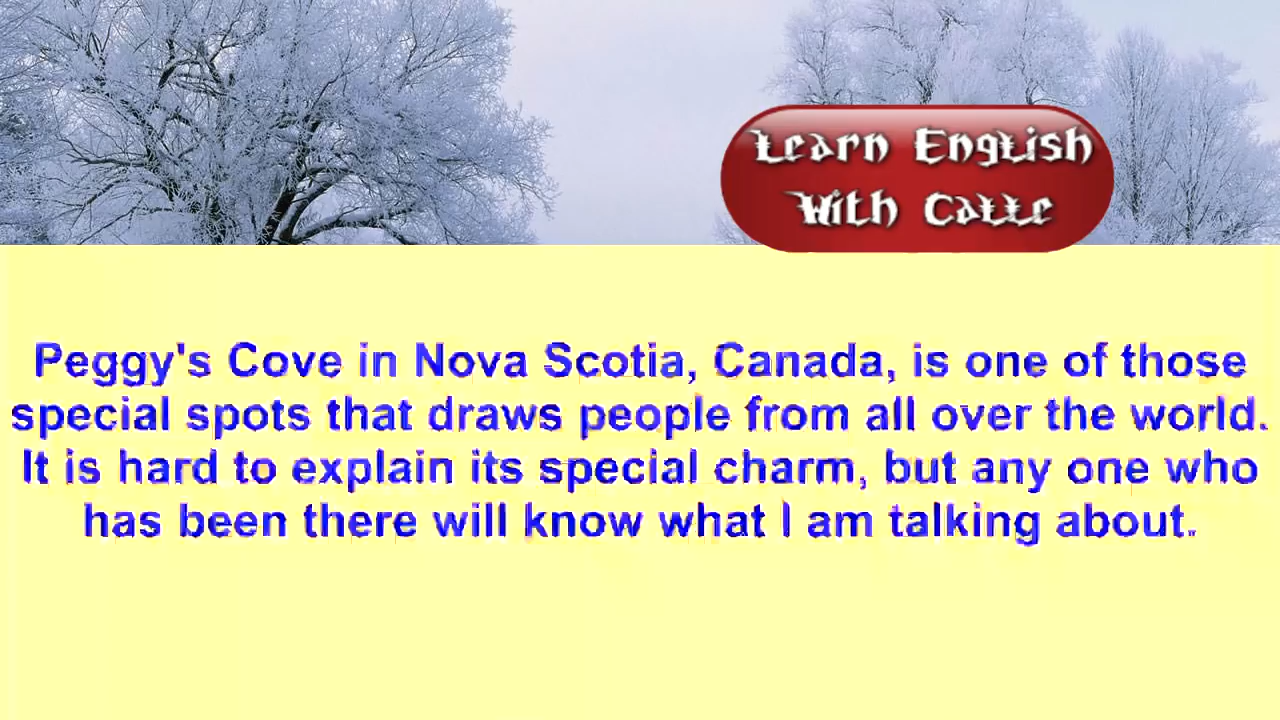 Learn English
With
Peggy's Cove in Nova Scotia, Canada, is one of those
special spots that draws people from all over the world.
It is hard to explain its special charm, but any one who
has been there will know what I am talking about.